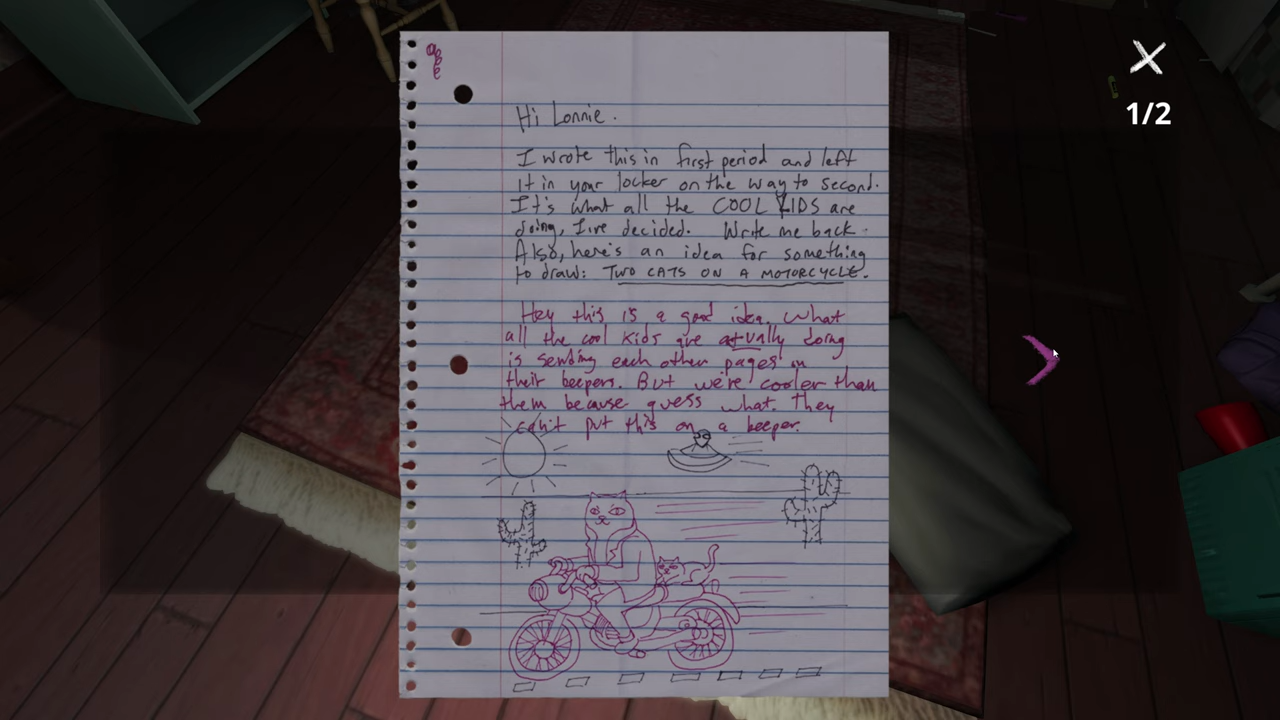 1/2
Hi Lonnie.
I wrote this in first period and left
it in your locker on the way to second.
It's what all the COOL KIDS are
doing, I've decided. Write me back.
Also, here's an idea for something
to draw: TWO CATS ON A MOTORCYCLE.
Hey this is a good idea. What
all the cool kids are actually doing
is sending each other pages on
their beepers. But we're cooler than
them because guess what. They
can't put this on a beeper.